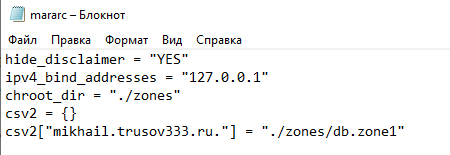 mararc – Блокнот
Файл Правка Формат Вид Справка
hide_disclaimer = "YES"
ipv4_bind_addresses = "127.0.0.1"
chroot_dir = "./zones"
csv2 = {}
csv2["mikhail.trusov333.ru."] = "./zones/db.zone1"